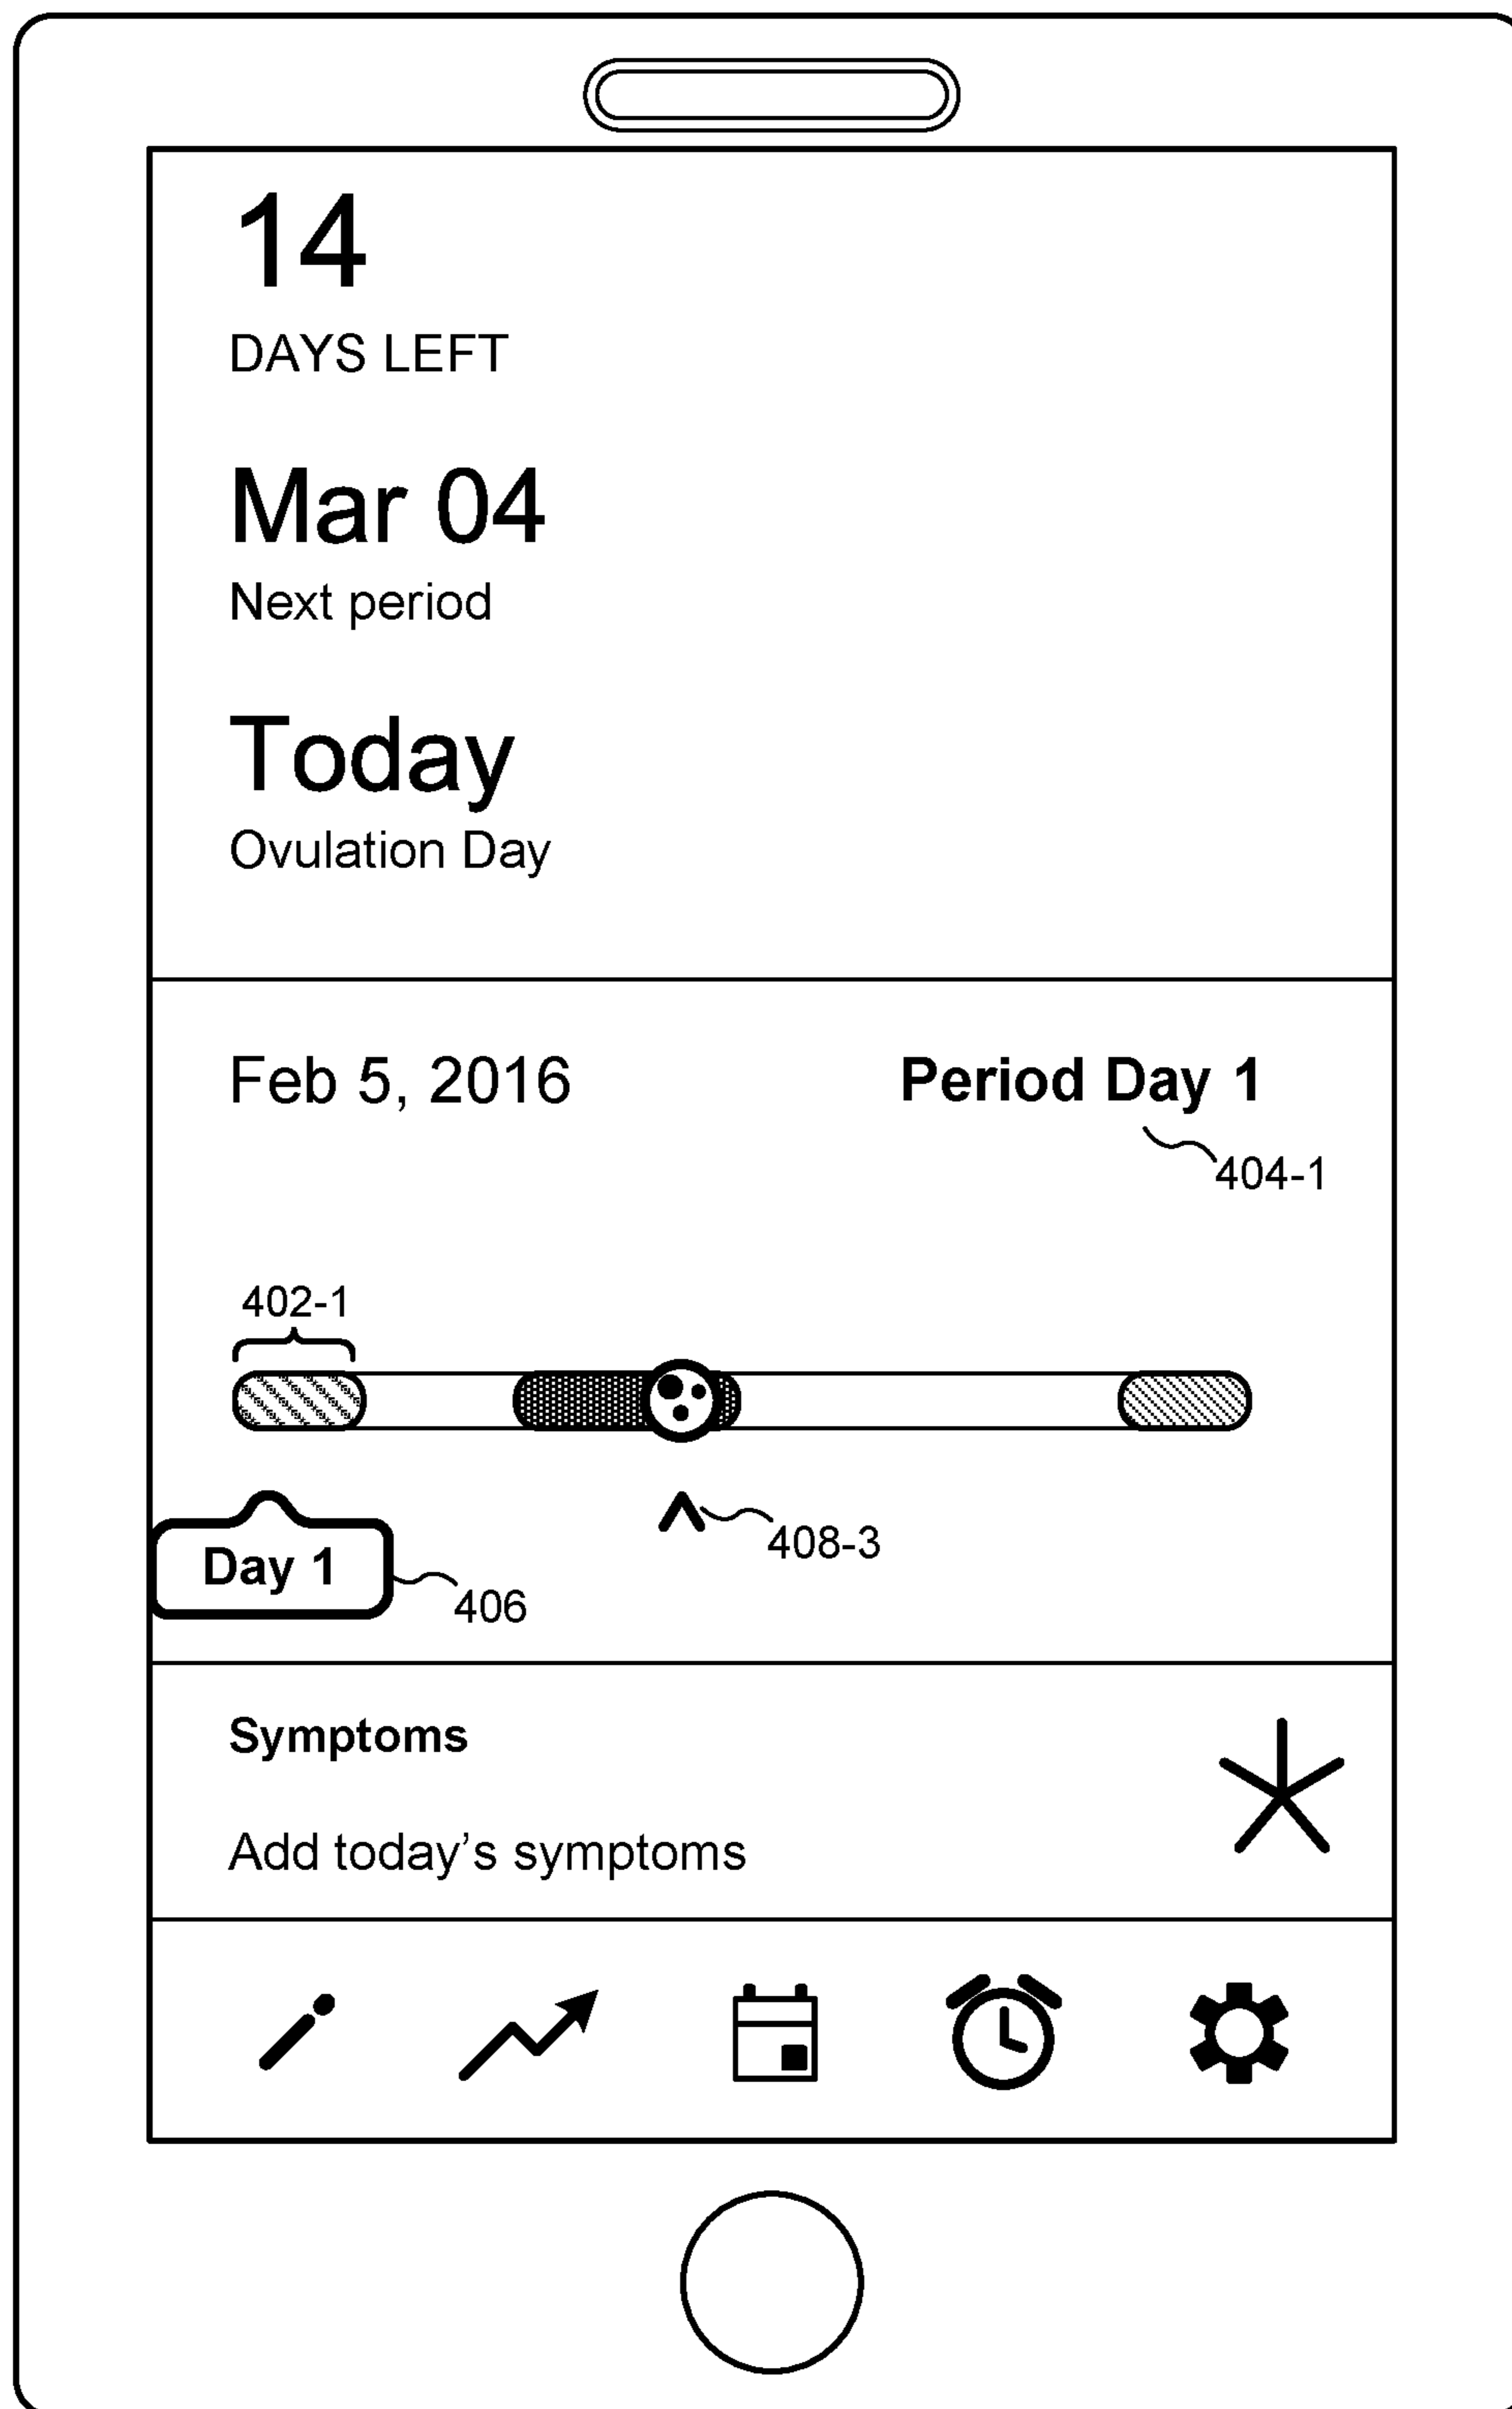 14
DAYS LEFT
Mar 04
Next period
Today
Ovulation Day
Feb 5, 2016
Period Day 1
404-1
402-1
408-3
Day 1
406
Symptoms
Add today’s symptoms